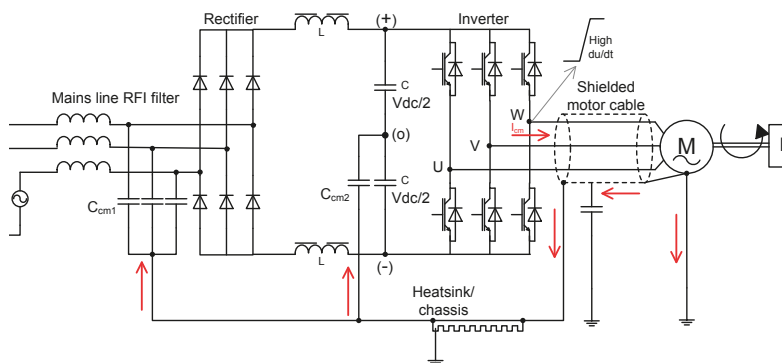 Rectifier
L
(+)
Inverter
High
du/dt
Mains line RFI filter
C
Vdc/2
Shielded
motor cable
W
Icm
(o)
V
M
U
Ccm1
Ccm2
C
Vdc/2
L
(-)
Heatsink/
chassis